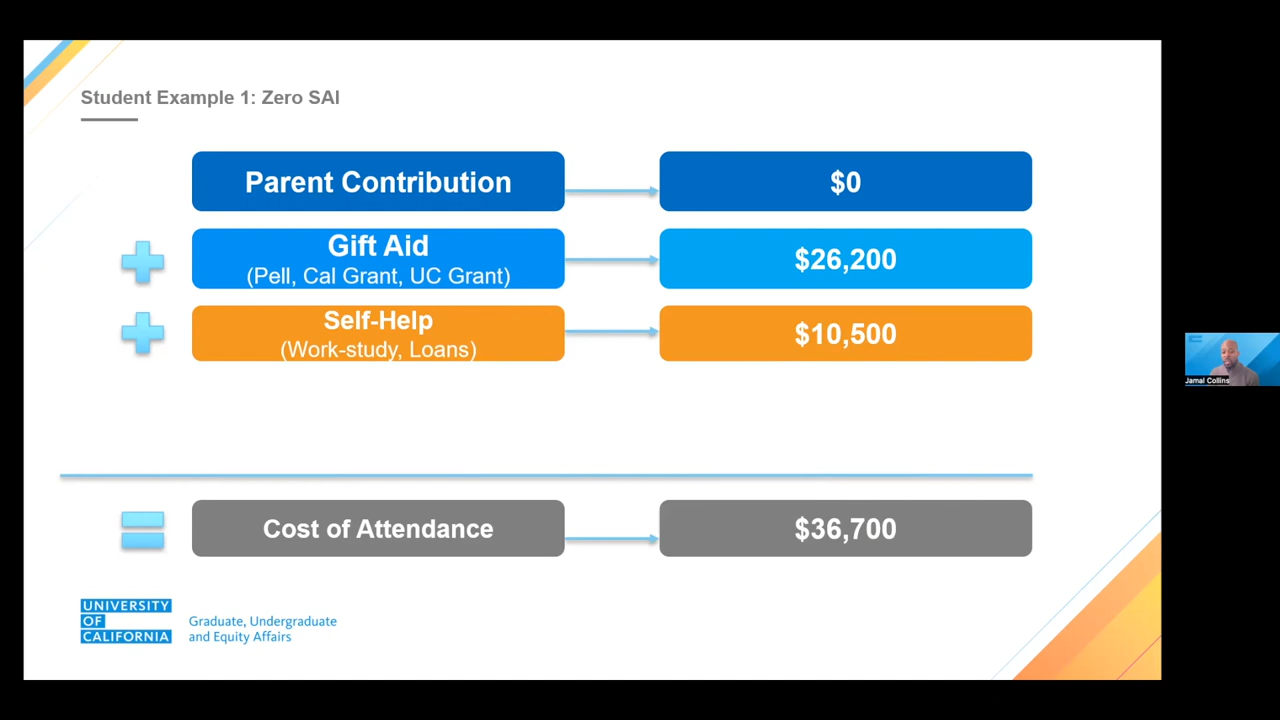 Student Example 1: Zero SAI
Parent Contribution
$0
Gift Aid
(Pell, Cal Grant, UC Grant)
$26,200
Self-Help
(Work-study, Loans)
$10,500
Cost of Attendance
$36,700
UNIVERSITY
OF
CALIFORNIA
Graduate, Undergraduate
and Equity Affairs
Jamal Collins